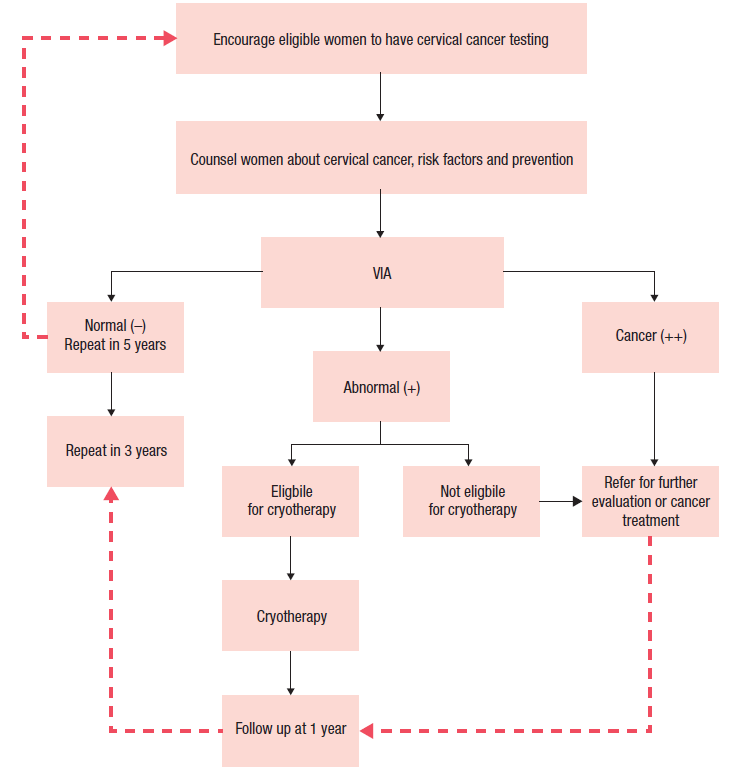 Encourage eligible women to have cervical cancer testing
Counsel women about cervical cancer, risk factors and prevention
VIA
Normal (–)
Repeat in 5 years
Cancer (++)
Abnormal (+)
Repeat in 3 years
Eligbile
for cryotherapy
Not eligbile
for cryotherapy
Refer for further
evaluation or cancer
treatment
Cryotherapy
Follow up at 1 year